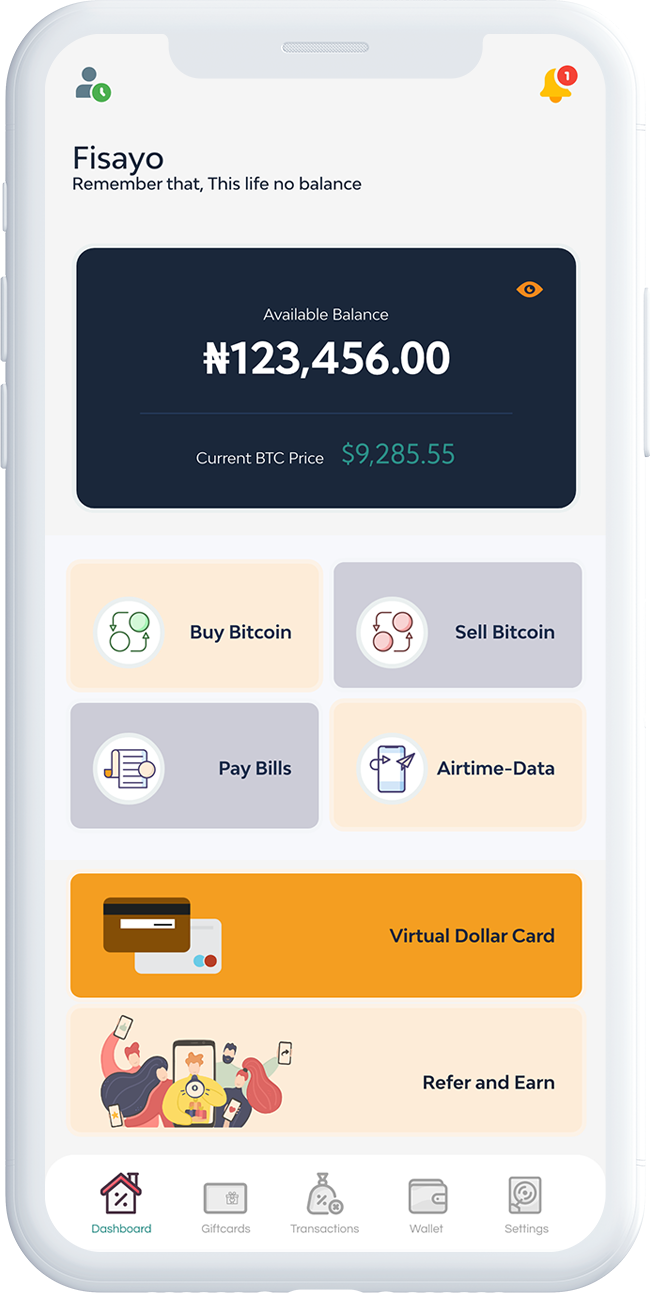 1
Fisayo
Remember that, This life no balance
Available Balance
₦123,456.00
Current BTC Price $9,285.55
Buy Bitcoin
Sell Bitcoin
Pay Bills
Airtime-Data
Virtual Dollar Card
Refer and Earn
Dashboard
Giftcards
Transactions
Wallet
Settings